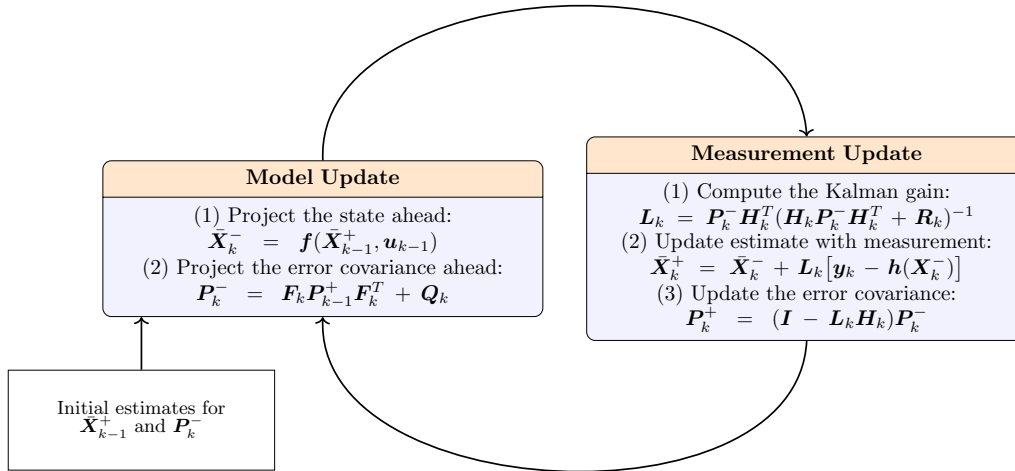 Model Update
(1) Project the state ahead:
X̄ₖ⁻ = f(X̄ₖ₋₁⁺, uₖ₋₁)
(2) Project the error covariance ahead:
Pₖ⁻ = FₖPₖ₋₁⁺Fₖᵀ + Qₖ
Measurement Update
(1) Compute the Kalman gain:
Lₖ = Pₖ⁻Hₖᵀ(HₖPₖ⁻Hₖᵀ + Rₖ)⁻¹
(2) Update estimate with measurement:
X̄ₖ⁺ = X̄ₖ⁻ + Lₖ[yₖ − h(Xₖ⁻)]
(3) Update the error covariance:
Pₖ⁺ = (I − LₖHₖ)Pₖ⁻
Initial estimates for
X̄ₖ₋₁⁺ and Pₖ⁻